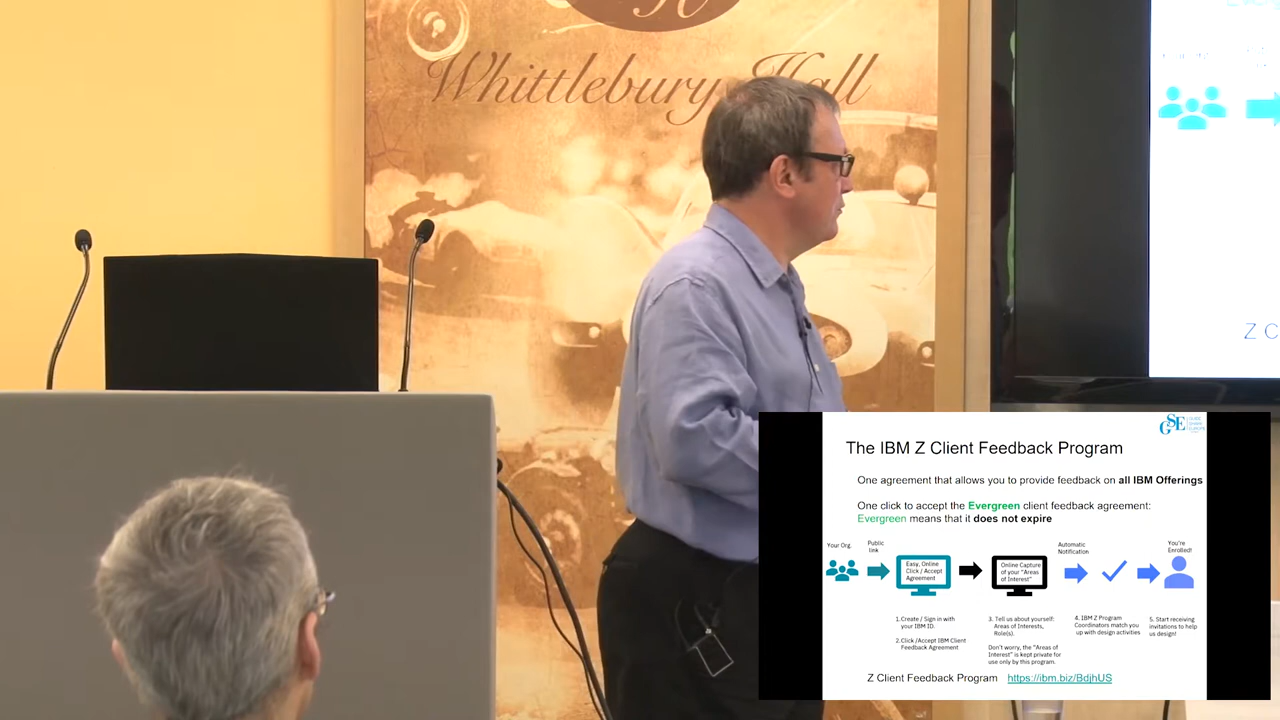 Whittlebury Hall
Z C
GSE
The IBM Z Client Feedback Program
One agreement that allows you to provide feedback on all IBM Offerings
One click to accept the Evergreen client feedback agreement:
Evergreen means that it does not expire
Your Org.
Public
link
Easy, Online
Click / Accept
Agreement
Online Capture
of your "Areas
of Interest"
Automatic
Notification
You're
Enrolled!
1.Create / Sign in with
your IBM ID.
2.Click /Accept IBM Client
Feedback Agreement
3. Tell us about yourself:
Areas of Interests,
Role(s).
Don't worry, the "Areas of
Interest" is kept private for
use only by this program.
4. IBM Z Program
Coordinators match you
up with design activities
5. Start receiving
invitations to help
us design!
Z Client Feedback Program https://ibm.biz/BdjhUS